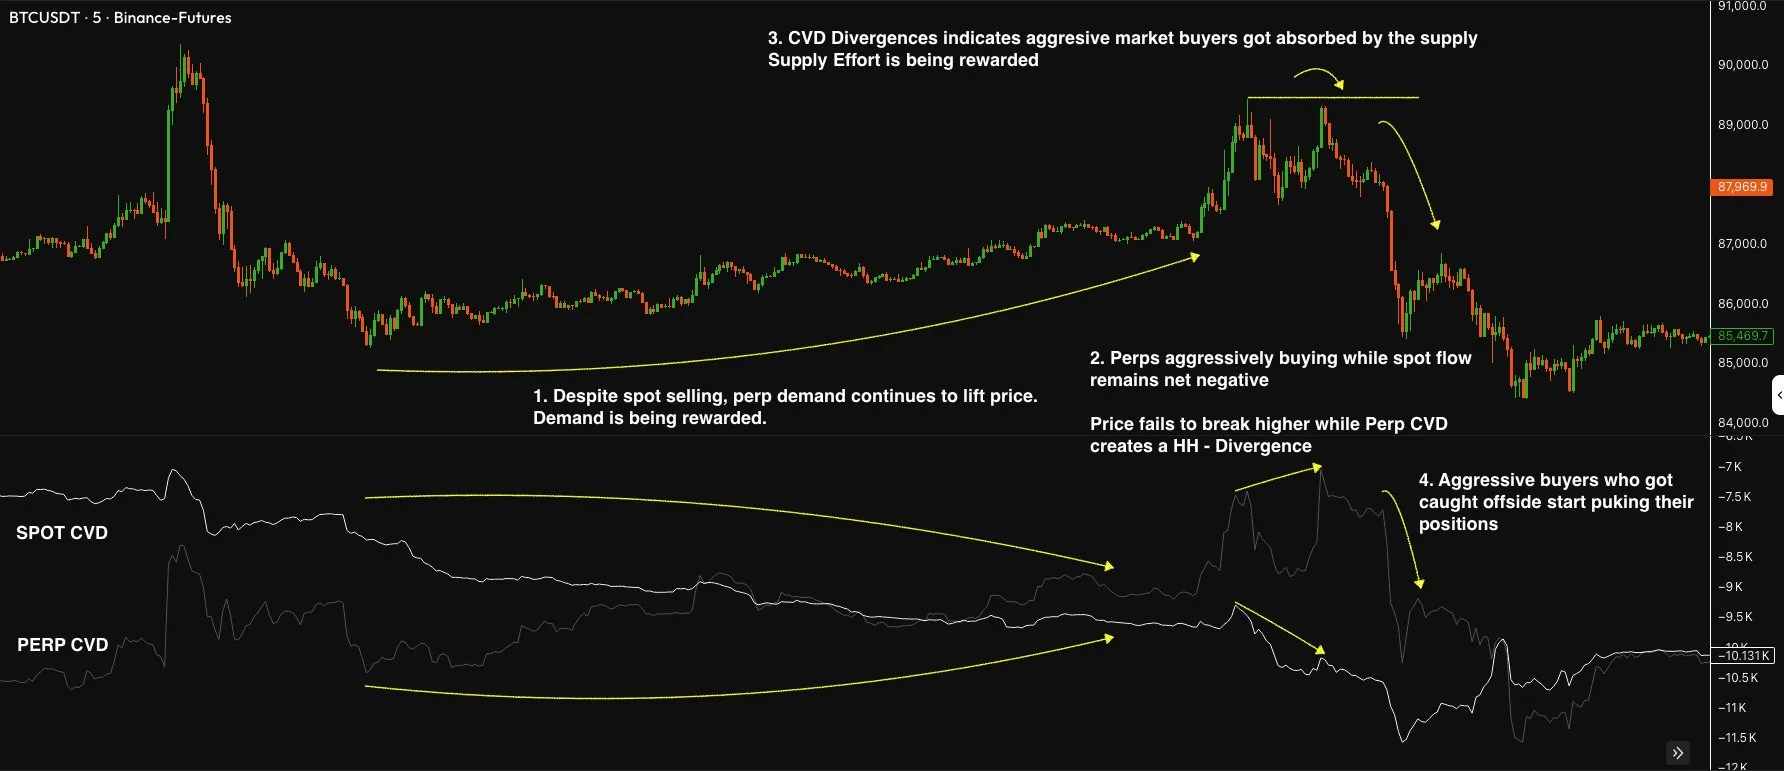 BTCUSDT · 5 · Binance-Futures
3. CVD Divergences indicates aggresive market buyers got absorbed by the supply
Supply Effort is being rewarded
91,000.0
90,000.0
89,000.0
87,969.9
87,000.0
86,000.0
85,469.7
85,000.0
84,000.0
1. Despite spot selling, perp demand continues to lift price.
Demand is being rewarded.
2. Perps aggressively buying while spot flow
remains net negative
Price fails to break higher while Perp CVD
creates a HH - Divergence
4. Aggressive buyers who got
caught offside start puking their
positions
SPOT CVD
PERP CVD
−6.5K
−7K
−7.5K
−8K
−8.5K
−9K
−9.5K
−10K
−10.131K
−10.5K
−11K
−11.5K
−12K